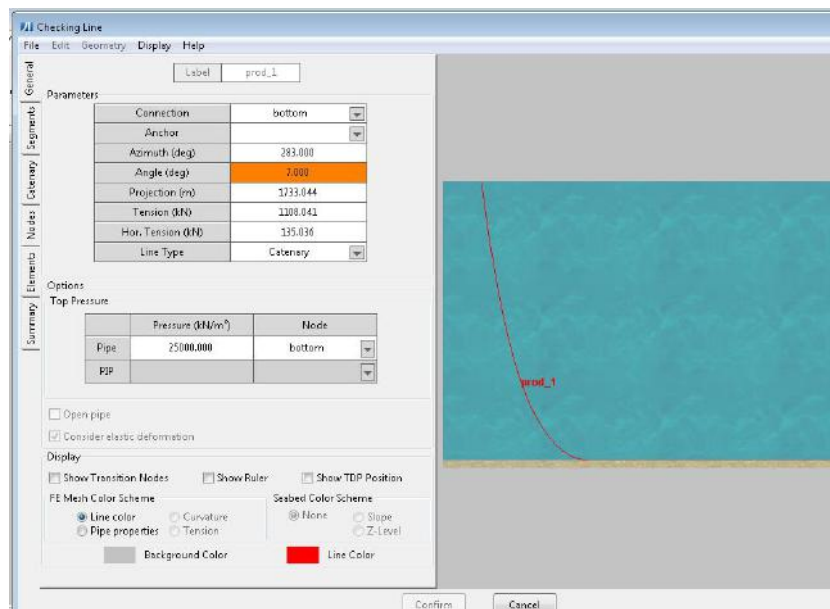 Checking Line
File Edit Geometry Display Help
General
Segments
Catenary
Nodes
Elements
Summary
Label prod_1
Parameters
Connection bottom
Anchor
Azimuth (deg) 283.000
Angle (deg) 7.000
Projection (m) 1733.044
Tension (kN) 1108.041
Hor. Tension (kN) 135.036
Line Type Catenary
Options
Top Pressure
Pressure (kN/m²) Node
Pipe 25000.000 bottom
PIP
Open pipe
Consider elastic deformation
Display
Show Transition Nodes Show Ruler Show TDP Position
FE Mesh Color Scheme Seabed Color Scheme
Line color Curvature None Slope
Pipe properties Tension Z-Level
Background Color Line Color
prod_1
Confirm Cancel